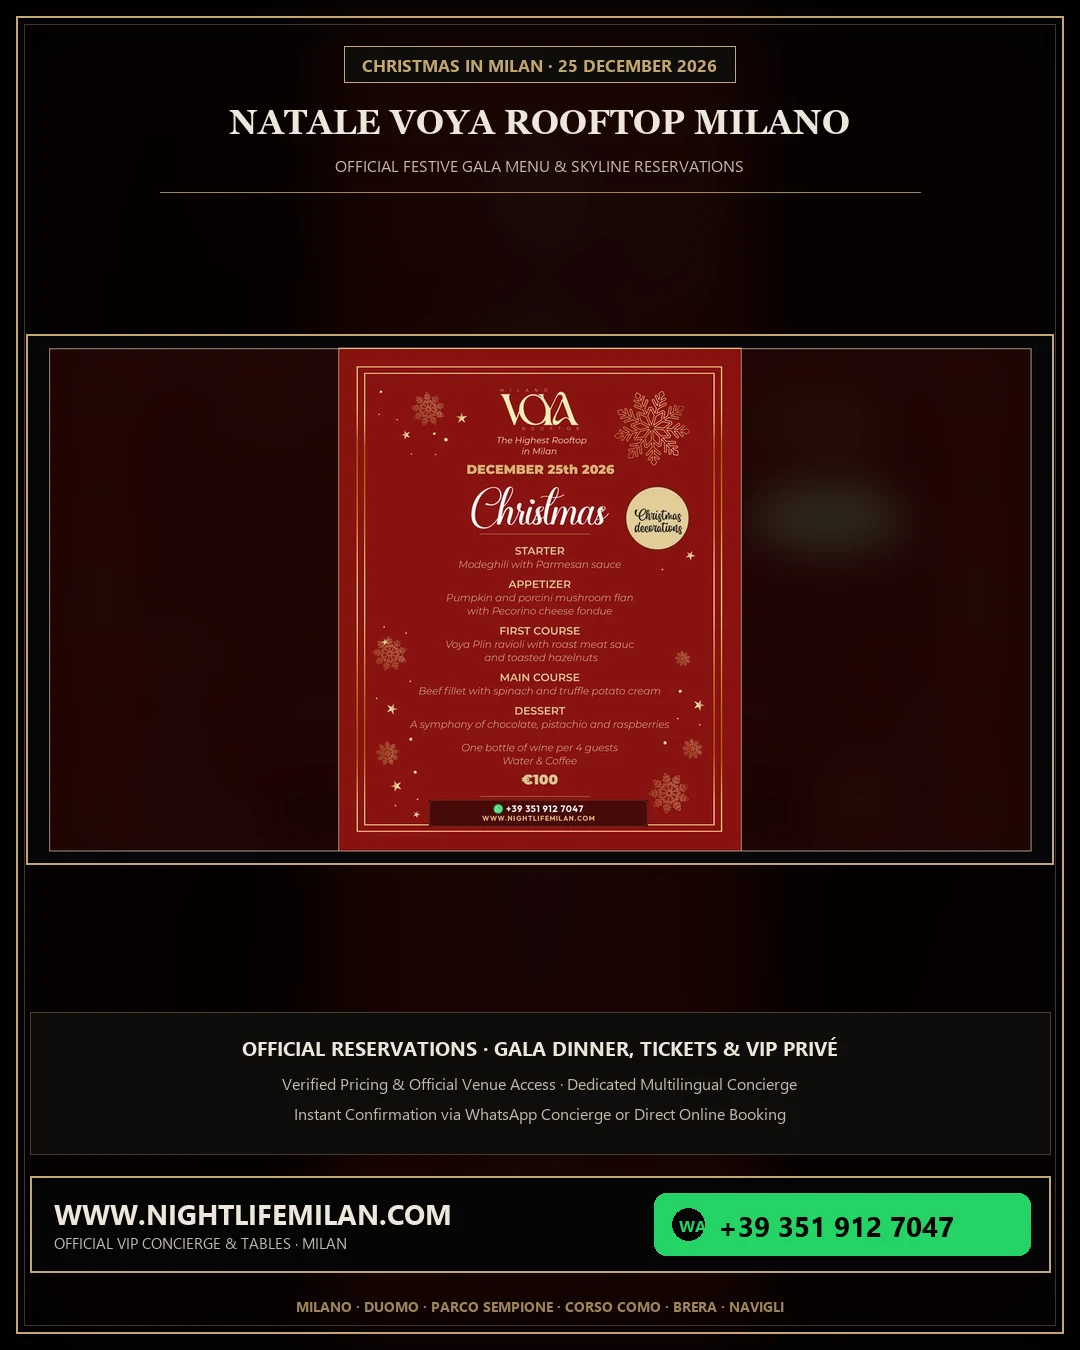 CHRISTMAS IN MILAN · 25 DECEMBER 2026
NATALE VOYA ROOFTOP MILANO
OFFICIAL FESTIVE GALA MENU & SKYLINE RESERVATIONS
MILANO
VOYA
ROOFTOP
The Highest Rooftop
in Milan
DECEMBER 25th 2026
Christmas
Christmas
decorations
STARTER
Modeghili with Parmesan sauce
APPETIZER
Pumpkin and porcini mushroom flan
with Pecorino cheese fondue
FIRST COURSE
Voya Plin ravioli with roast meat sauc
and toasted hazelnuts
MAIN COURSE
Beef fillet with spinach and truffle potato cream
DESSERT
A symphony of chocolate, pistachio and raspberries
One bottle of wine per 4 guests
Water & Coffee
€100
+39 351 912 7047
WWW.NIGHTLIFEMILAN.COM
OFFICIAL RESERVATIONS · GALA DINNER, TICKETS & VIP PRIVÉ
Verified Pricing & Official Venue Access · Dedicated Multilingual Concierge
Instant Confirmation via WhatsApp Concierge or Direct Online Booking
WWW.NIGHTLIFEMILAN.COM
OFFICIAL VIP CONCIERGE & TABLES · MILAN
WA +39 351 912 7047
MILANO · DUOMO · PARCO SEMPIONE · CORSO COMO · BRERA · NAVIGLI